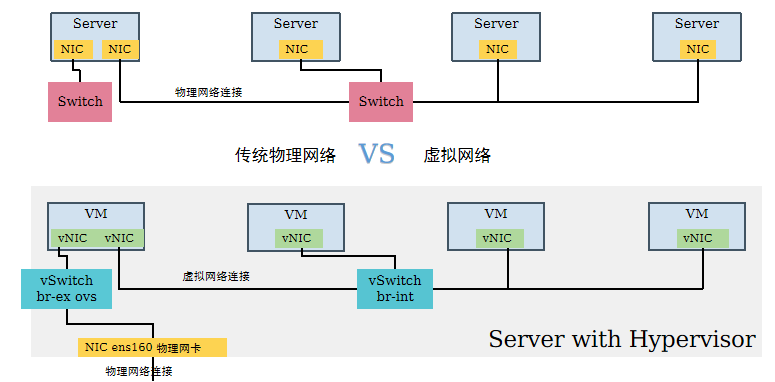 Server
Server
Server
Server
NIC
NIC
NIC
NIC
NIC
物理网络连接
Switch
Switch
传统物理网络 VS 虚拟网络
VM
VM
VM
VM
vNIC
vNIC
vNIC
vNIC
vNIC
虚拟网络连接
vSwitch
br-ex ovs
vSwitch
br-int
Server with Hypervisor
NIC ens160 物理网卡
物理网络连接